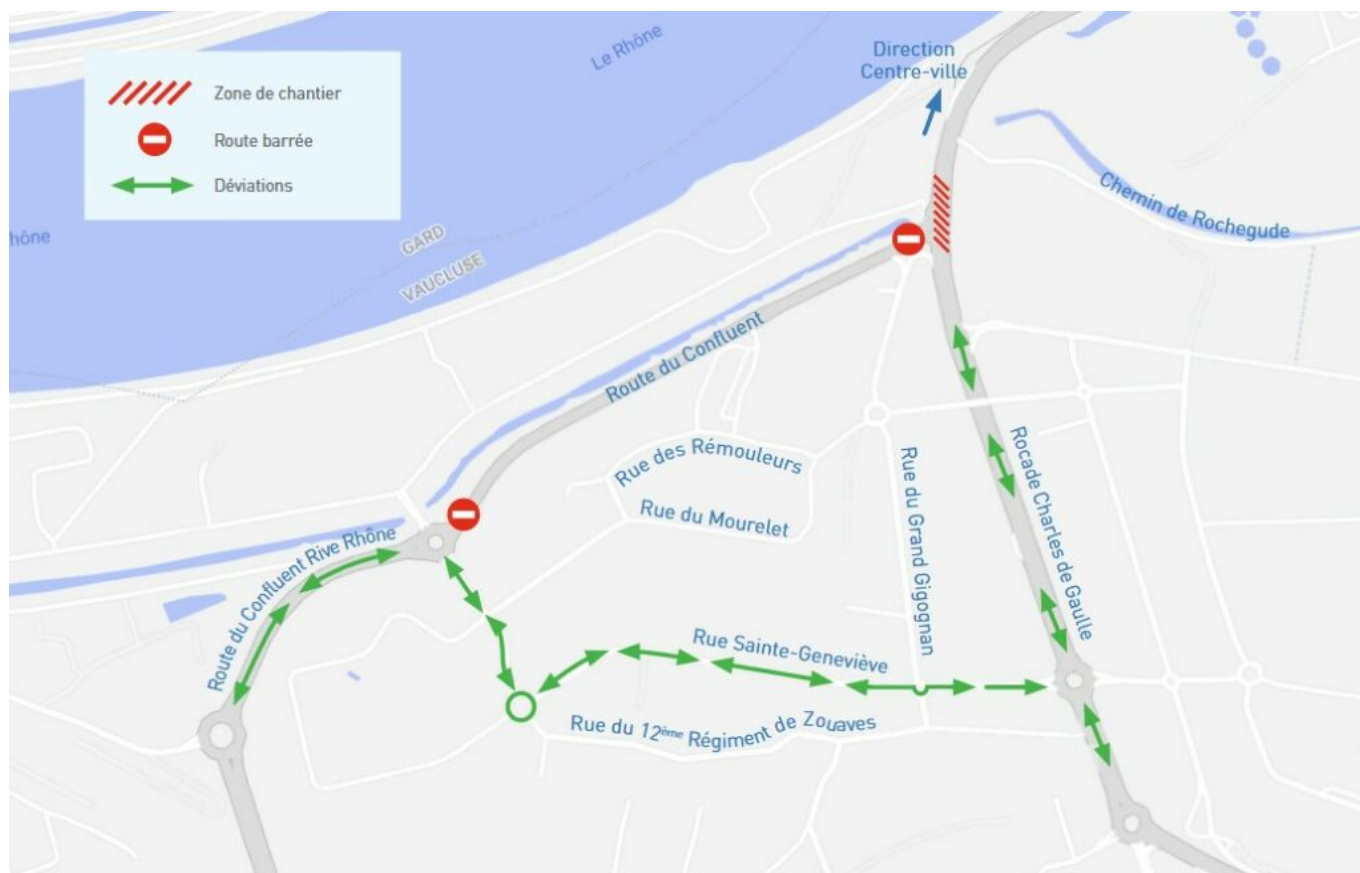 Le Rhône
Direction
Centre-ville
Zone de chantier
Route barrée
Déviations
Chemin de Rochegude
hône
GARD
VAUCLUSE
Route du Confluent
Rue des Rémouleurs
Rue du Mourelet
Rue du Grand Gigognan
Rocade Charles de Gaulle
Route du Confluent Rive Rhône
Rue Sainte-Geneviève
Rue du 12ème Régiment de Zouaves